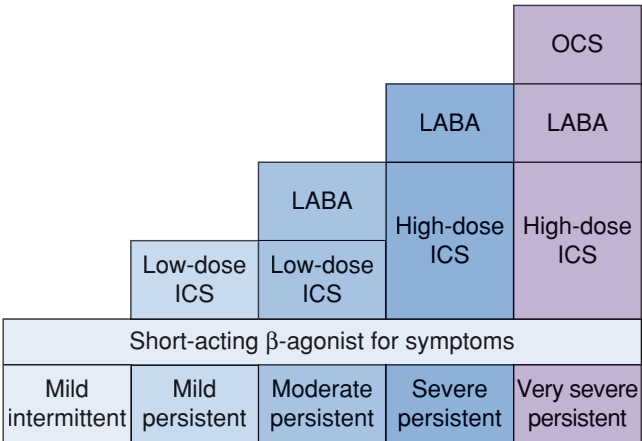 OCS
LABA
LABA
LABA
High-dose
ICS
High-dose
ICS
Low-dose
ICS
Low-dose
ICS
Short-acting β-agonist for symptoms
Mild
intermittent
Mild
persistent
Moderate
persistent
Severe
persistent
Very severe
persistent